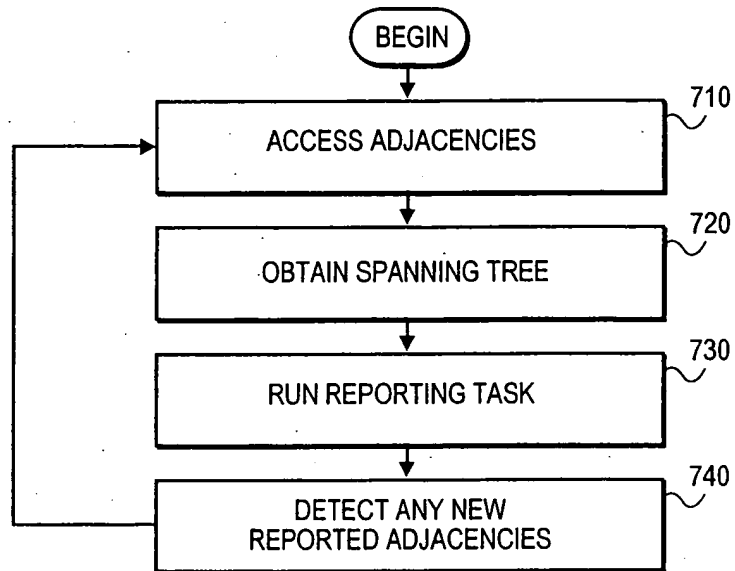 BEGIN
710
ACCESS ADJACENCIES
720
OBTAIN SPANNING TREE
730
RUN REPORTING TASK
740
DETECT ANY NEW
REPORTED ADJACENCIES